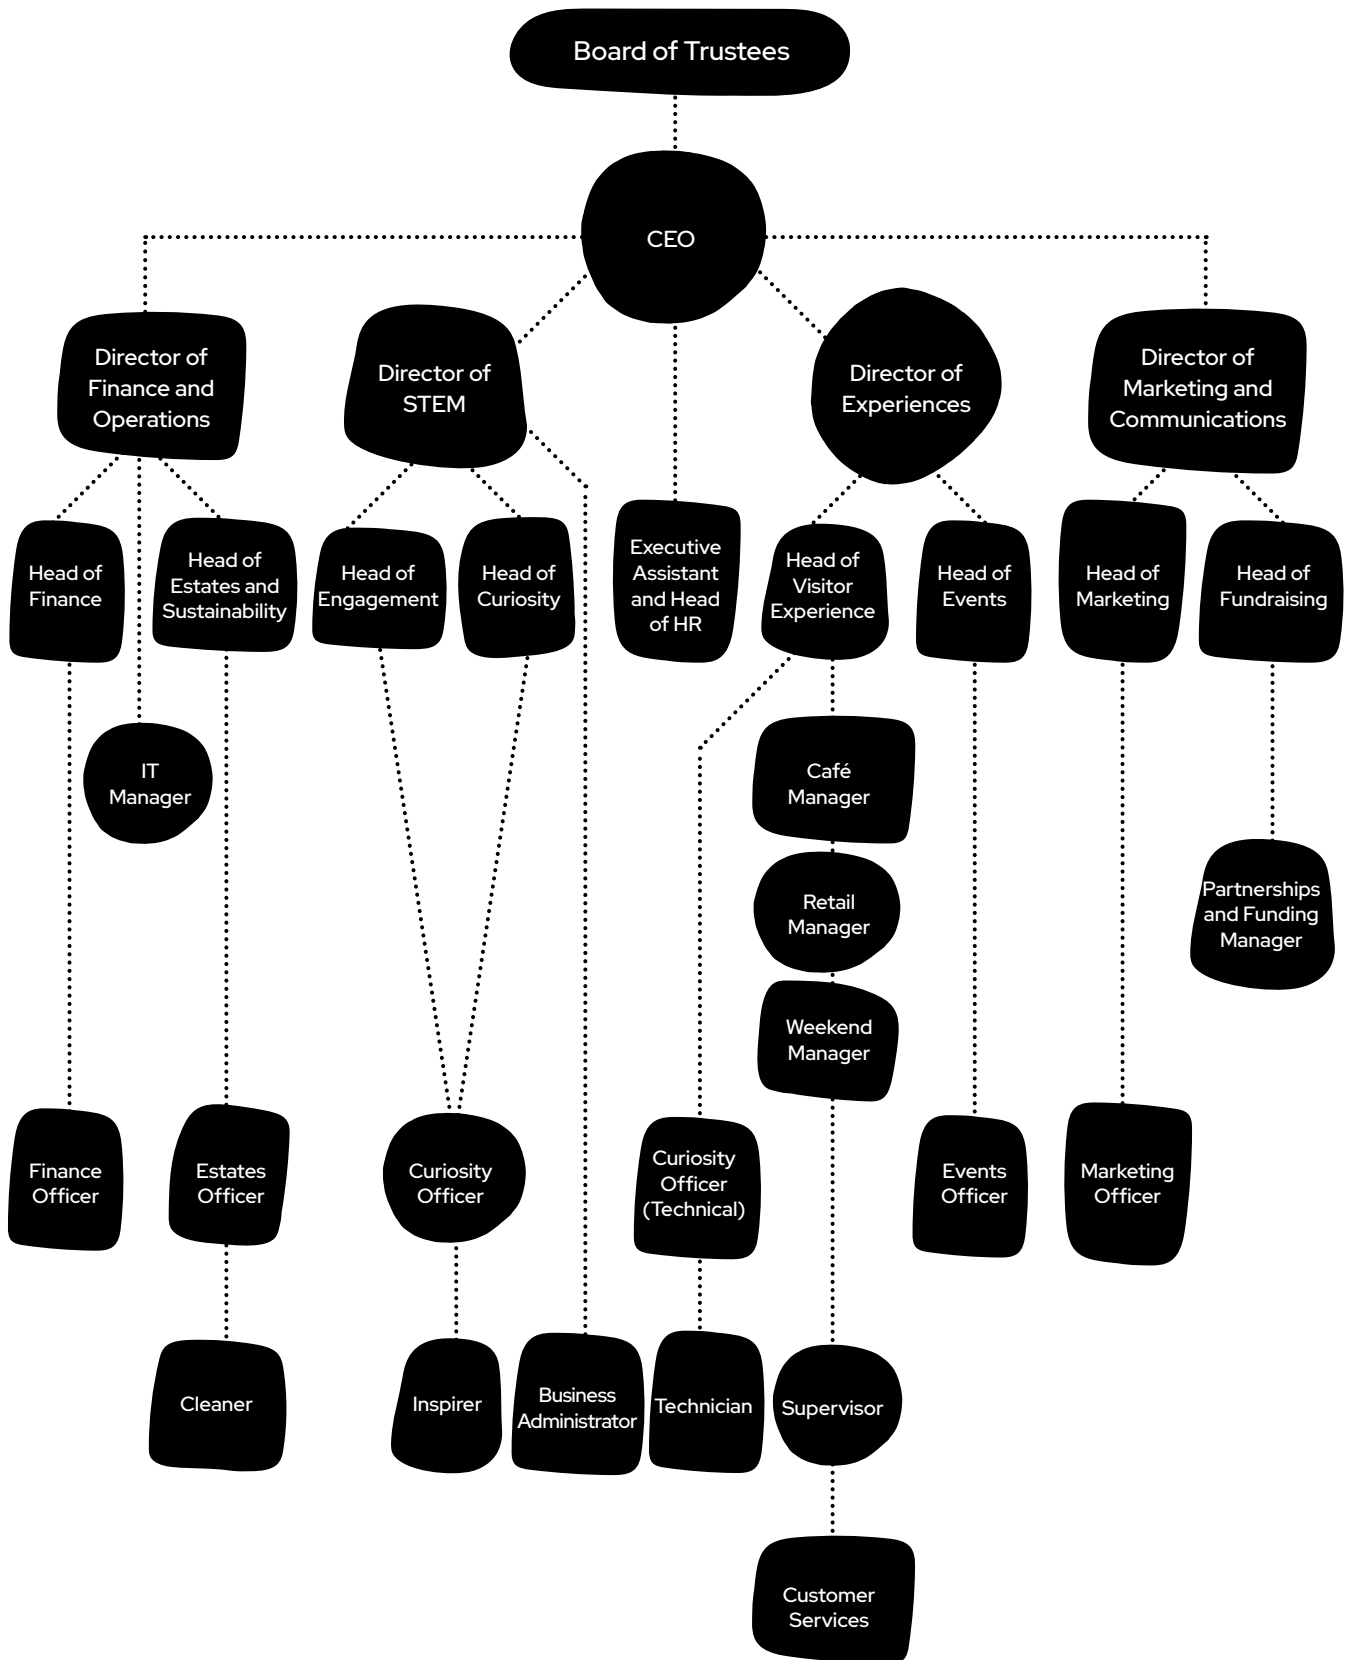 Board of Trustees
CEO
Director of
Finance and
Operations
Director of
STEM
Director of
Experiences
Director of
Marketing and
Communications
Head of
Finance
Head of
Estates and
Sustainability
Head of
Engagement
Head of
Curiosity
Executive
Assistant
and Head
of HR
Head of
Visitor
Experience
Head of
Events
Head of
Marketing
Head of
Fundraising
IT
Manager
Café
Manager
Retail
Manager
Partnerships
and Funding
Manager
Weekend
Manager
Finance
Officer
Estates
Officer
Curiosity
Officer
Curiosity
Officer
(Technical)
Events
Officer
Marketing
Officer
Cleaner
Inspirer
Business
Administrator
Technician
Supervisor
Customer
Services